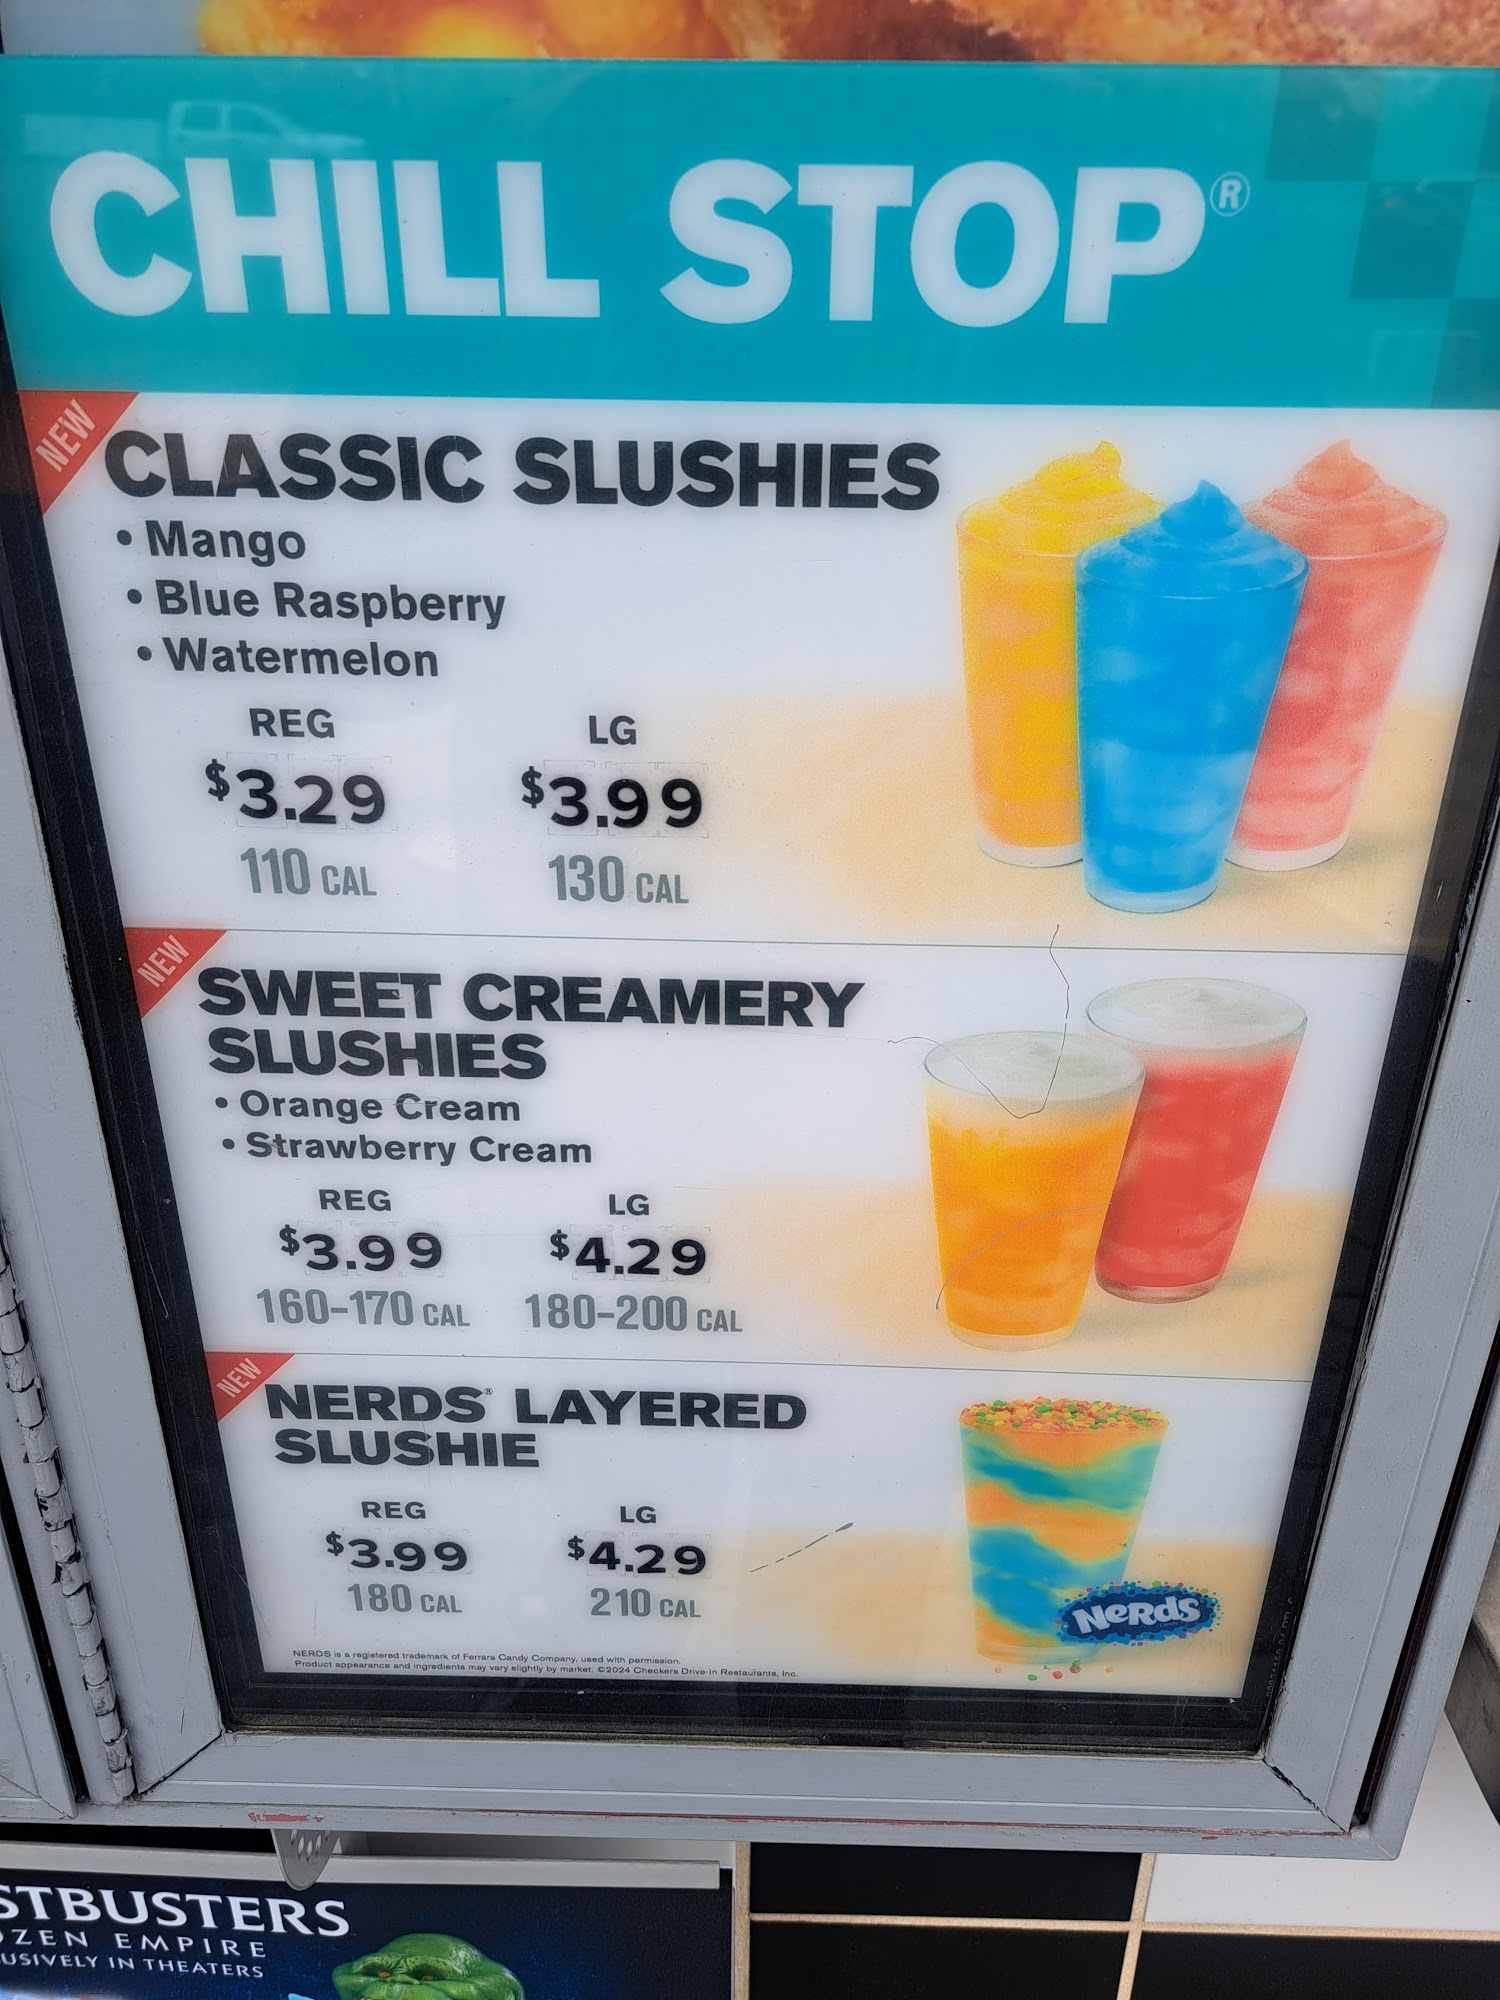 CHILL STOP®
NEW
CLASSIC SLUSHIES
• Mango
• Blue Raspberry
• Watermelon
REG LG
$3.29 $3.99
110 CAL 130 CAL
NEW
SWEET CREAMERY
SLUSHIES
• Orange Cream
• Strawberry Cream
REG LG
$3.99 $4.29
160-170 CAL 180-200 CAL
NEW
NERDS® LAYERED
SLUSHIE
REG LG
$3.99 $4.29
180 CAL 210 CAL
NeRds
NERDS is a registered trademark of Ferrara Candy Company, used with permission.
Product appearance and ingredients may vary slightly by market. ©2024 Checkers Drive-In Restaurants, Inc.
STBUSTERS
OZEN EMPIRE
USIVELY IN THEATERS